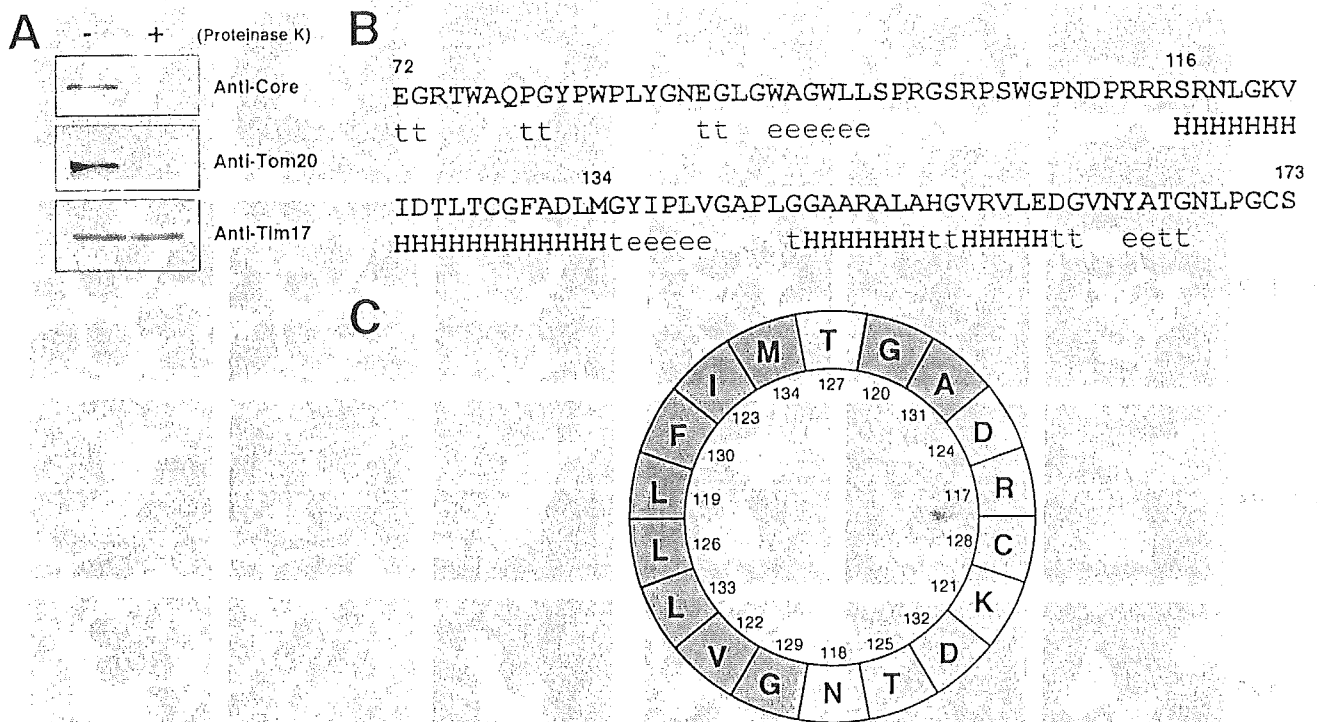 A
- + (Proteinase K)
Anti-Core
Anti-Tom20
Anti-Tim17
B
72 116
EGRTWAQPGYPWPLYGNEGLGWAGWLLSPRGSRPSWGPNDPRRRSRNLGKV
tt tt tt eeeeee HHHHHHH
134 173
IDTLTCGFADLMGYIPLVGAPLGGAARALAHGVRVLEDGVNYATGNLPGCS
HHHHHHHHHHHHteeeee tHHHHHHHttHHHHHtt eett
C
T
127
G
120
A
131
D
124
R
117
C
128
K
121
D
132
T
125
N
118
G
129
V
122
L
133
L
126
L
119
F
130
I
123
M
134